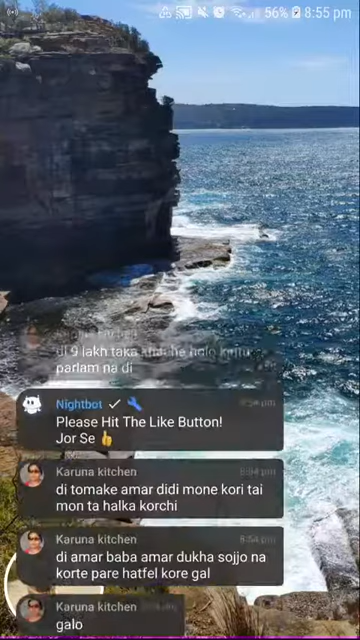 56% 8:55 pm
di 9 lakh taka
parlam na di
Nightbot
Please Hit The Like Button!
Jor Se 👍
Karuna kitchen
di tomake amar didi mone kori tai
mon ta halka korchi
Karuna kitchen 8:54 pm
di amar baba amar dukha sojjo na
korte pare hatfel kore gal
Karuna kitchen
galo